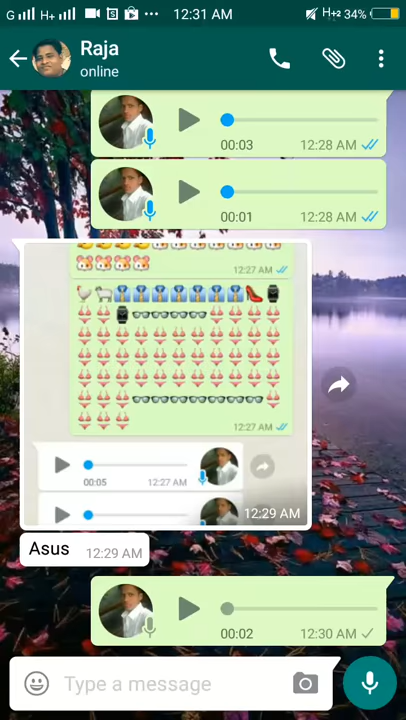 G H+ 12:31 AM H+2 34%
Raja
online
00:03 12:28 AM
00:01 12:28 AM
12:27 AM
12:27 AM
00:05 12:27 AM
12:29 AM
Asus 12:29 AM
00:02 12:30 AM
Type a message